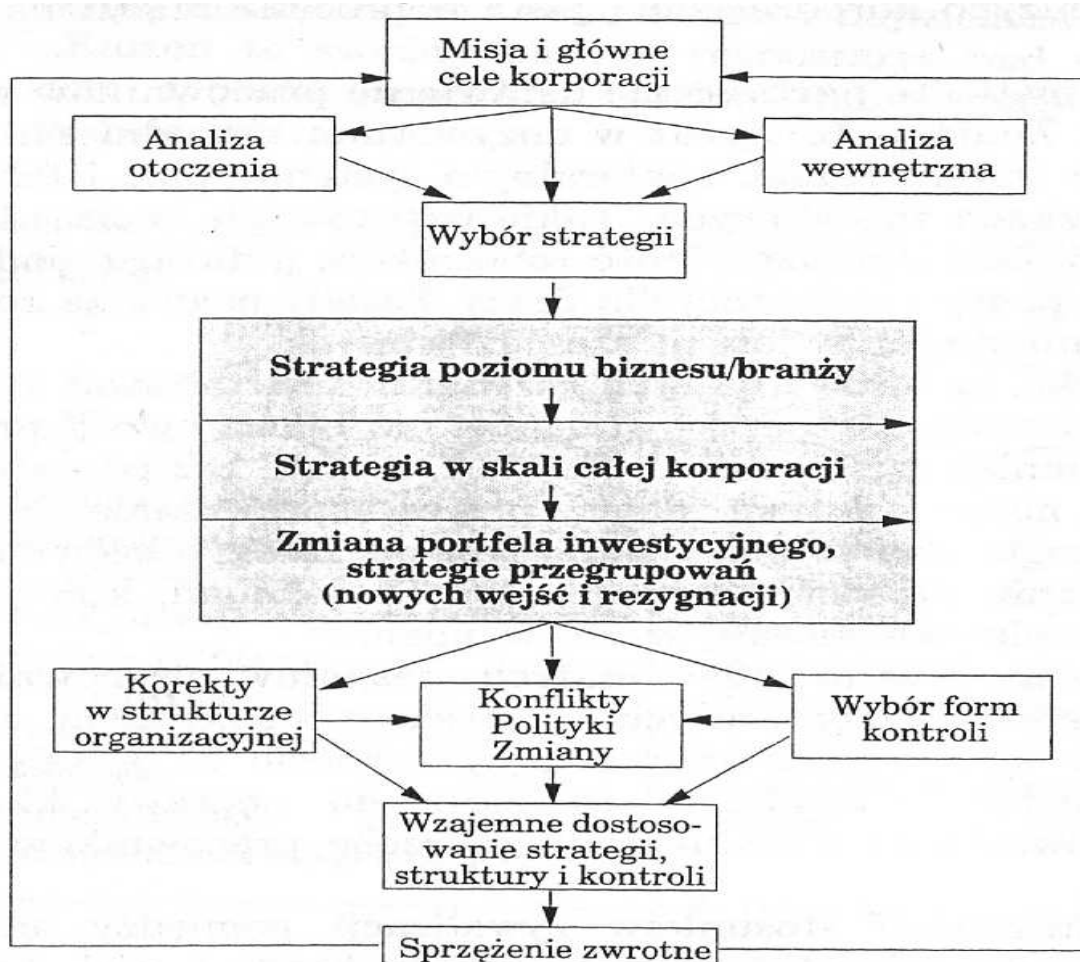 Misja i główne
cele korporacji
Analiza
otoczenia
Analiza
wewnętrzna
Wybór strategii
Strategia poziomu biznesu/branży
Strategia w skali całej korporacji
Zmiana portfela inwestycyjnego,
strategie przegrupowań
(nowych wejść i rezygnacji)
Korekty
w strukturze
organizacyjnej
Konflikty
Polityki
Zmiany
Wybór form
kontroli
Wzajemne dostoso-
wanie strategii,
struktury i kontroli
Sprzężenie zwrotne